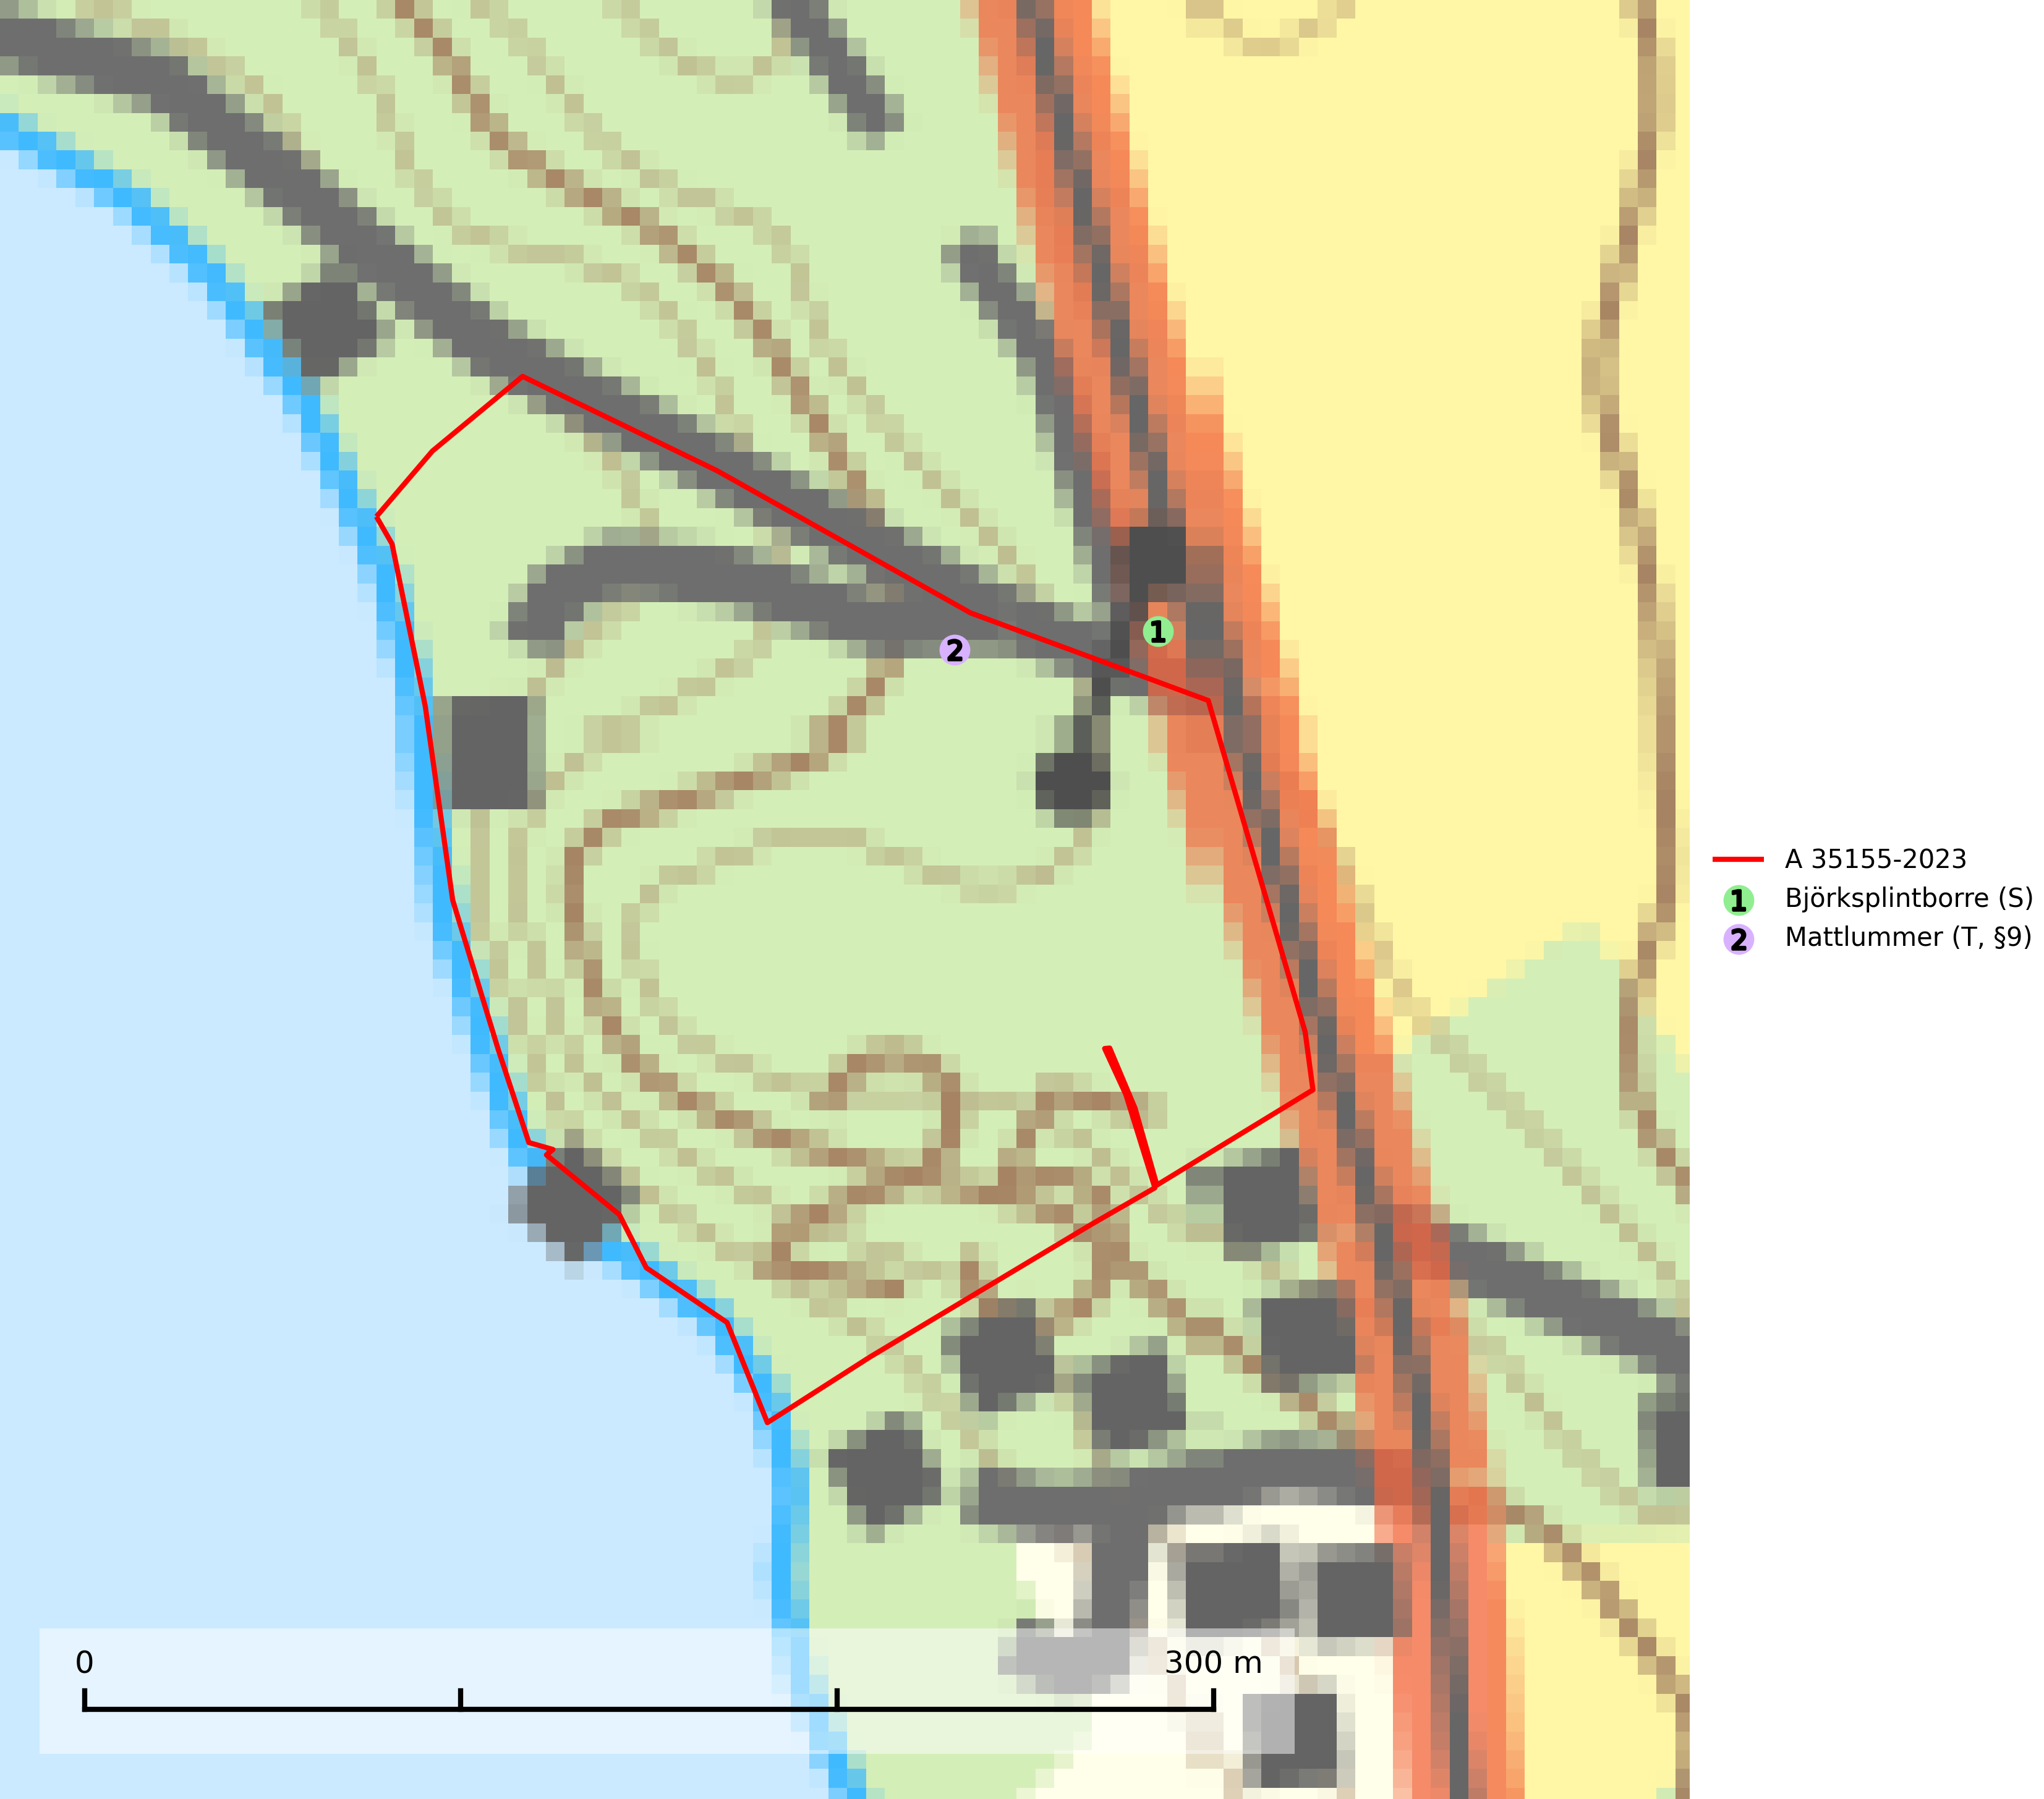 1
2
A 35155-2023
1 Björksplintborre (S)
2 Mattlummer (T, §9)
0 300 m